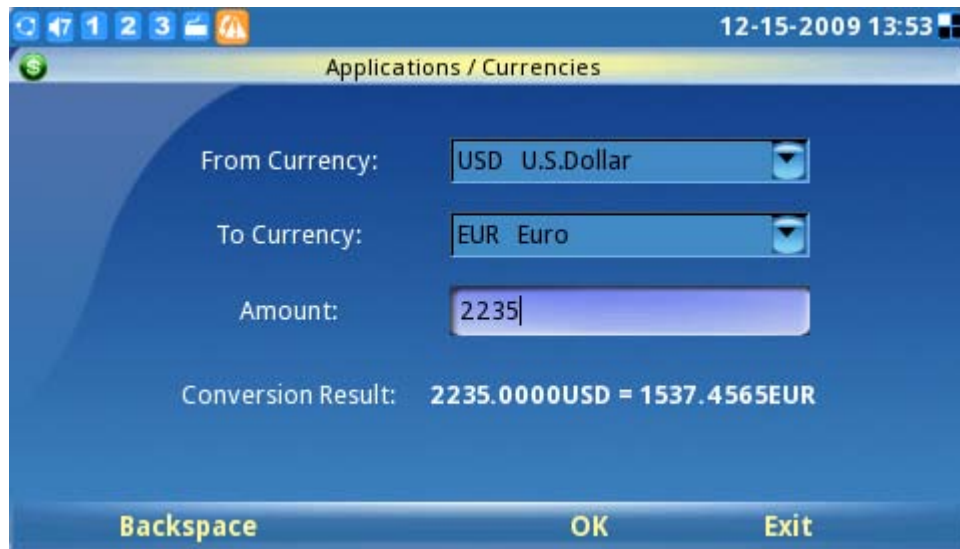 7 1 2 3 12-15-2009 13:53
S Applications / Currencies
From Currency: USD U.S.Dollar
To Currency: EUR Euro
Amount: 2235
Conversion Result: 2235.0000USD = 1537.4565EUR
Backspace OK Exit